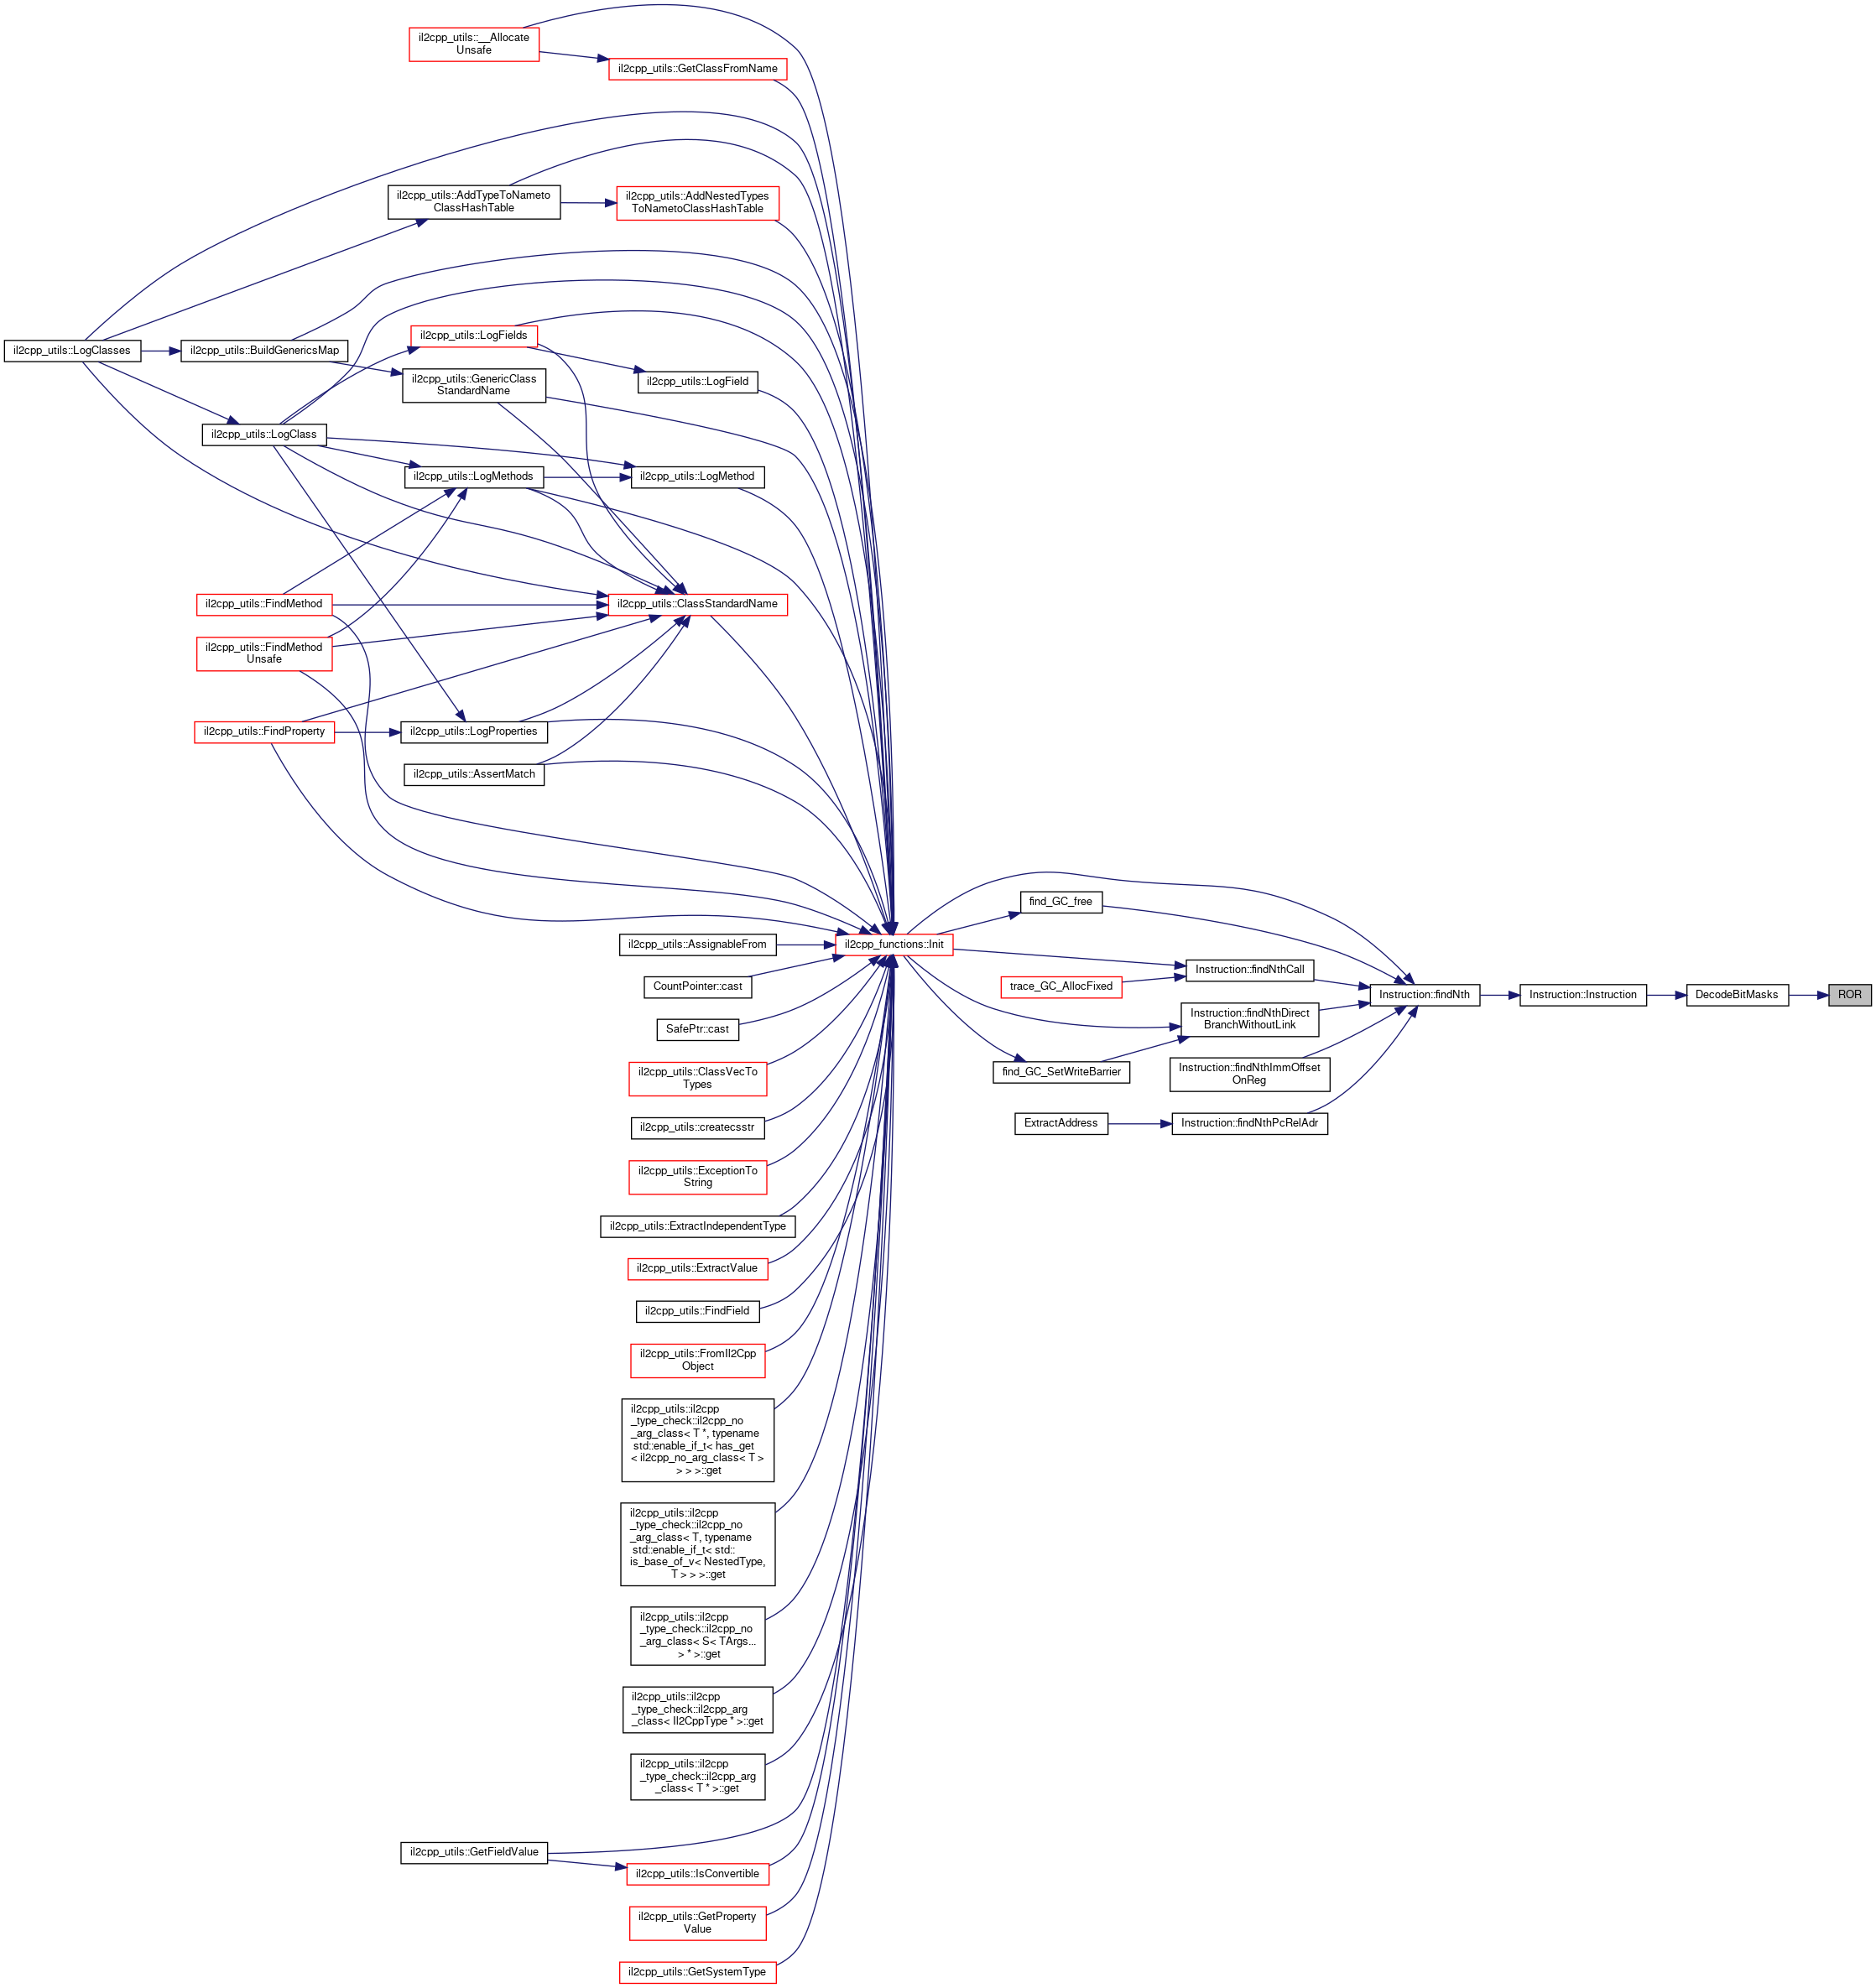 il2cpp_utils::__Allocate
Unsafe
il2cpp_utils::GetClassFromName
il2cpp_utils::AddTypeToNameto
ClassHashTable
il2cpp_utils::AddNestedTypes
ToNametoClassHashTable
il2cpp_utils::LogClasses
il2cpp_utils::BuildGenericsMap
il2cpp_utils::LogFields
il2cpp_utils::GenericClass
StandardName
il2cpp_utils::LogField
il2cpp_utils::LogClass
il2cpp_utils::LogMethods
il2cpp_utils::LogMethod
il2cpp_utils::FindMethod
il2cpp_utils::ClassStandardName
il2cpp_utils::FindMethod
Unsafe
il2cpp_utils::FindProperty
il2cpp_utils::LogProperties
il2cpp_utils::AssertMatch
il2cpp_utils::AssignableFrom
il2cpp_functions::Init
find_GC_free
CountPointer::cast
trace_GC_AllocFixed
Instruction::findNthCall
Instruction::findNth
Instruction::Instruction
DecodeBitMasks
ROR
SafePtr::cast
Instruction::findNthDirect
BranchWithoutLink
find_GC_SetWriteBarrier
Instruction::findNthImmOffset
OnReg
il2cpp_utils::ClassVecTo
Types
il2cpp_utils::createcsstr
ExtractAddress
Instruction::findNthPcRelAdr
il2cpp_utils::ExceptionTo
String
il2cpp_utils::ExtractIndependentType
il2cpp_utils::ExtractValue
il2cpp_utils::FindField
il2cpp_utils::FromIl2Cpp
Object
il2cpp_utils::il2cpp
_type_check::il2cpp_no
_arg_class< T *, typename
std::enable_if_t< has_get
< il2cpp_no_arg_class< T >
> > >::get
il2cpp_utils::il2cpp
_type_check::il2cpp_no
_arg_class< T, typename
std::enable_if_t< std::
is_base_of_v< NestedType,
T > > >::get
il2cpp_utils::il2cpp
_type_check::il2cpp_no
_arg_class< S< TArgs...
> * >::get
il2cpp_utils::il2cpp
_type_check::il2cpp_arg
_class< Il2CppType * >::get
il2cpp_utils::il2cpp
_type_check::il2cpp_arg
_class< T * >::get
il2cpp_utils::GetFieldValue
il2cpp_utils::IsConvertible
il2cpp_utils::GetProperty
Value
il2cpp_utils::GetSystemType